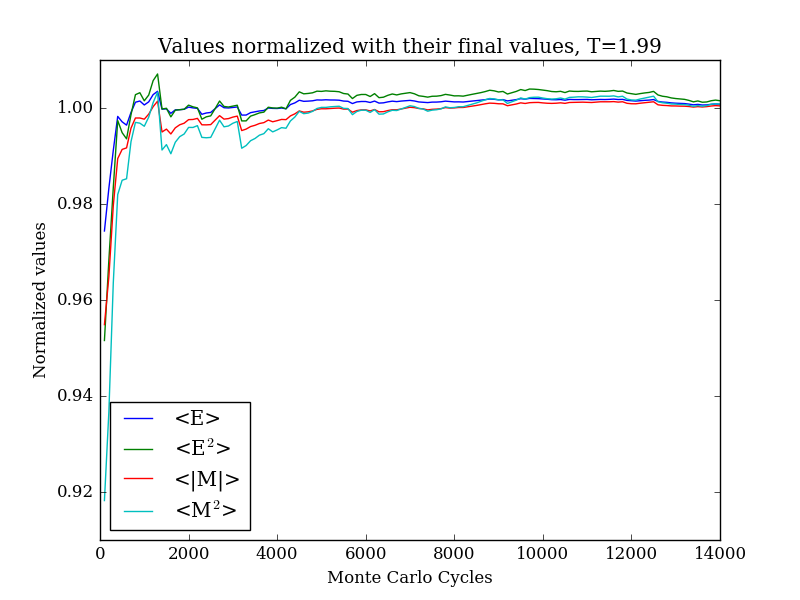 Values normalized with their final values, T=1.99
Normalized values
1.00
0.98
0.96
0.94
0.92
<E>
<E²>
<|M|>
<M²>
0
2000
4000
6000
8000
10000
12000
14000
Monte Carlo Cycles